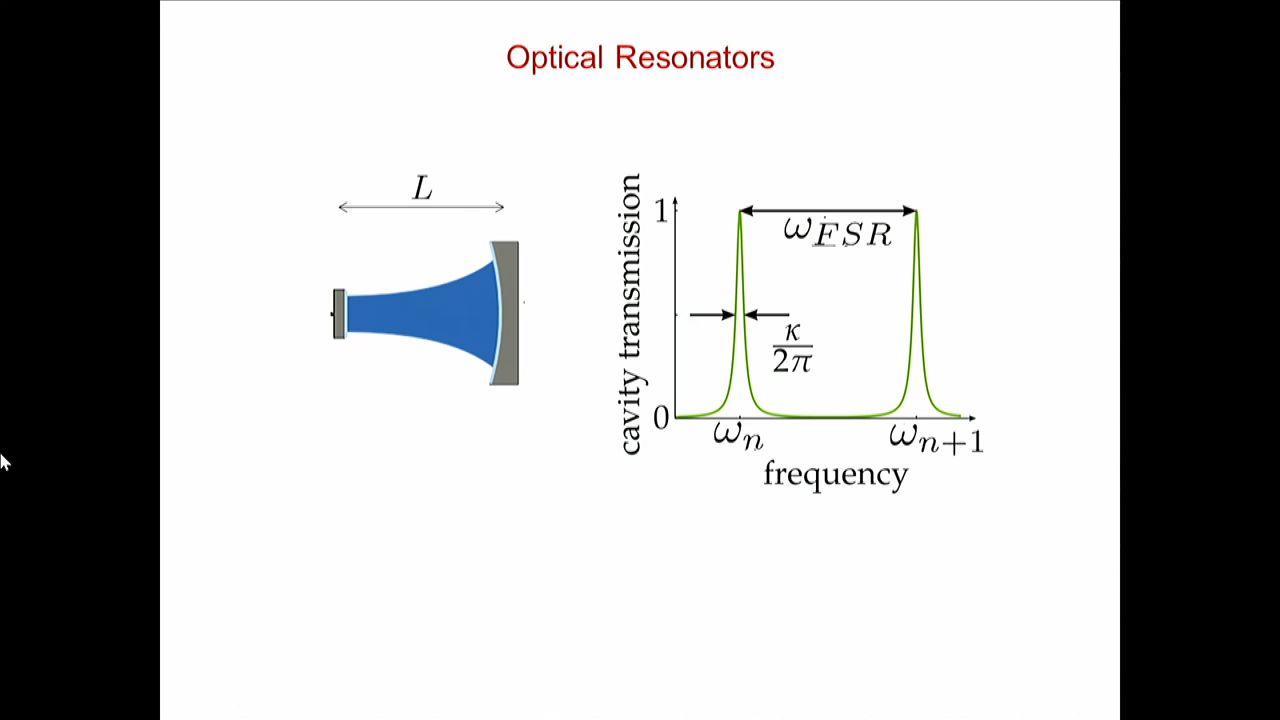 Optical Resonators
L
cavity transmission
1
0
ω_FSR
κ/2π
ω_n
ω_n+1
frequency